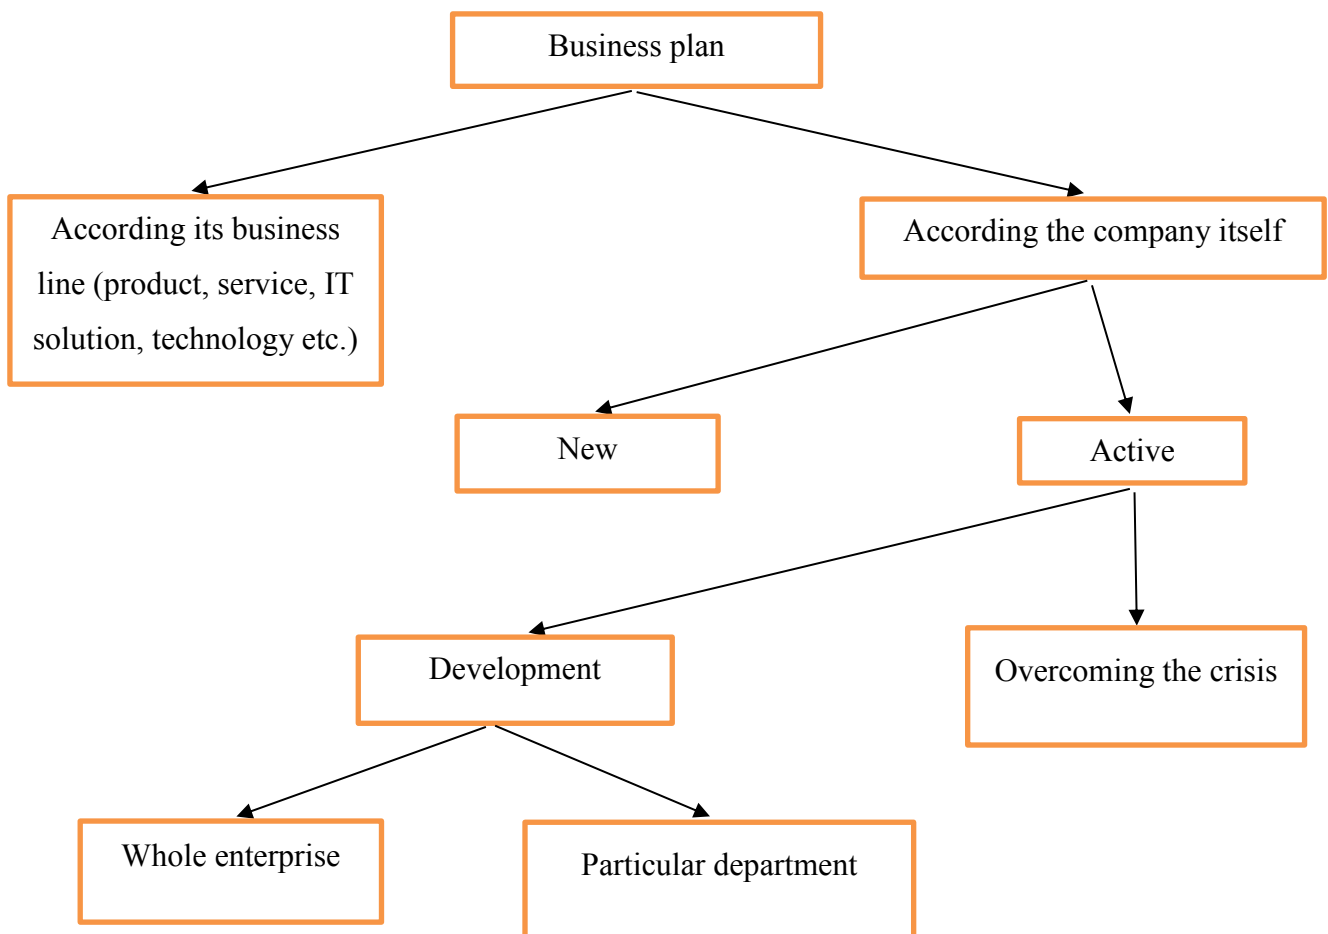 Business plan
According its business
line (product, service, IT
solution, technology etc.)
According the company itself
New
Active
Development
Overcoming the crisis
Whole enterprise
Particular department